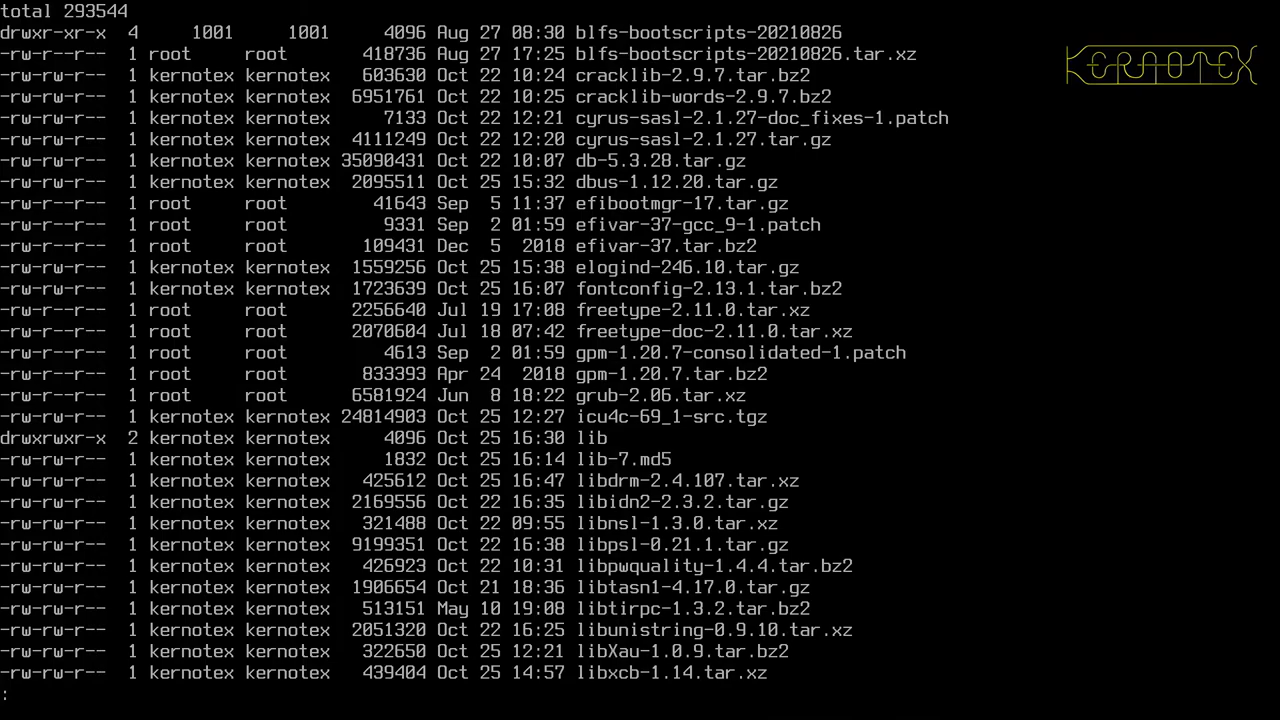 total 293544
drwxr-xr-x 4 1001 1001 4096 Aug 27 08:30 blfs-bootscripts-20210826
-rw-r--r-- 1 root root 418736 Aug 27 17:25 blfs-bootscripts-20210826.tar.xz
KERNOTEX
-rw-rw-r-- 1 kernotex kernotex 603630 Oct 22 10:24 cracklib-2.9.7.tar.bz2
-rw-rw-r-- 1 kernotex kernotex 6951761 Oct 22 10:25 cracklib-words-2.9.7.bz2
-rw-rw-r-- 1 kernotex kernotex 7133 Oct 22 12:21 cyrus-sasl-2.1.27-doc_fixes-1.patch
-rw-rw-r-- 1 kernotex kernotex 4111249 Oct 22 12:20 cyrus-sasl-2.1.27.tar.gz
-rw-rw-r-- 1 kernotex kernotex 35090431 Oct 22 10:07 db-5.3.28.tar.gz
-rw-rw-r-- 1 kernotex kernotex 2095511 Oct 25 15:32 dbus-1.12.20.tar.gz
-rw-r--r-- 1 root root 41643 Sep 5 11:37 efibootmgr-17.tar.gz
-rw-r--r-- 1 root root 9331 Sep 2 01:59 efivar-37-gcc_9-1.patch
-rw-r--r-- 1 root root 109431 Dec 5 2018 efivar-37.tar.bz2
-rw-rw-r-- 1 kernotex kernotex 1559256 Oct 25 15:38 elogind-246.10.tar.gz
-rw-rw-r-- 1 kernotex kernotex 1723639 Oct 25 16:07 fontconfig-2.13.1.tar.bz2
-rw-r--r-- 1 root root 2256640 Jul 19 17:08 freetype-2.11.0.tar.xz
-rw-r--r-- 1 root root 2070604 Jul 18 07:42 freetype-doc-2.11.0.tar.xz
-rw-r--r-- 1 root root 4613 Sep 2 01:59 gpm-1.20.7-consolidated-1.patch
-rw-r--r-- 1 root root 833393 Apr 24 2018 gpm-1.20.7.tar.bz2
-rw-r--r-- 1 root root 6581924 Jun 8 18:22 grub-2.06.tar.xz
-rw-rw-r-- 1 kernotex kernotex 24814903 Oct 25 12:27 icu4c-69_1-src.tgz
drwxrwxr-x 2 kernotex kernotex 4096 Oct 25 16:30 lib
-rw-rw-r-- 1 kernotex kernotex 1832 Oct 25 16:14 lib-7.md5
-rw-rw-r-- 1 kernotex kernotex 425612 Oct 25 16:47 libdrm-2.4.107.tar.xz
-rw-rw-r-- 1 kernotex kernotex 2169556 Oct 22 16:35 libidn2-2.3.2.tar.gz
-rw-rw-r-- 1 kernotex kernotex 321488 Oct 22 09:55 libnsl-1.3.0.tar.xz
-rw-rw-r-- 1 kernotex kernotex 9199351 Oct 22 16:38 libpsl-0.21.1.tar.gz
-rw-rw-r-- 1 kernotex kernotex 426923 Oct 22 10:31 libpwquality-1.4.4.tar.bz2
-rw-rw-r-- 1 kernotex kernotex 1906654 Oct 21 18:36 libtasn1-4.17.0.tar.gz
-rw-rw-r-- 1 kernotex kernotex 513151 May 10 19:08 libtirpc-1.3.2.tar.bz2
-rw-rw-r-- 1 kernotex kernotex 2051320 Oct 22 16:25 libunistring-0.9.10.tar.xz
-rw-rw-r-- 1 kernotex kernotex 322650 Oct 25 12:21 libXau-1.0.9.tar.bz2
-rw-rw-r-- 1 kernotex kernotex 439404 Oct 25 14:57 libxcb-1.14.tar.xz
: